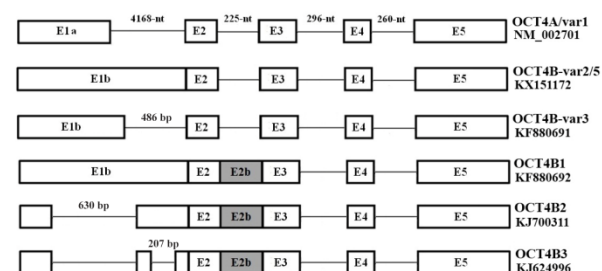 4168-nt 225-nt 296-nt 260-nt OCT4A/var1
E1a E2 E3 E4 E5 NM_002701
OCT4B-var2/5
E1b E2 E3 E4 E5 KX151172
486 bp OCT4B-var3
E1b E2 E3 E4 E5 KF880691
OCT4B1
E1b E2 E2b E3 E4 E5 KF880692
630 bp OCT4B2
E2 E2b E3 E4 E5 KJ700311
207 bp OCT4B3
E2 E2b E3 E4 E5 KJ624996